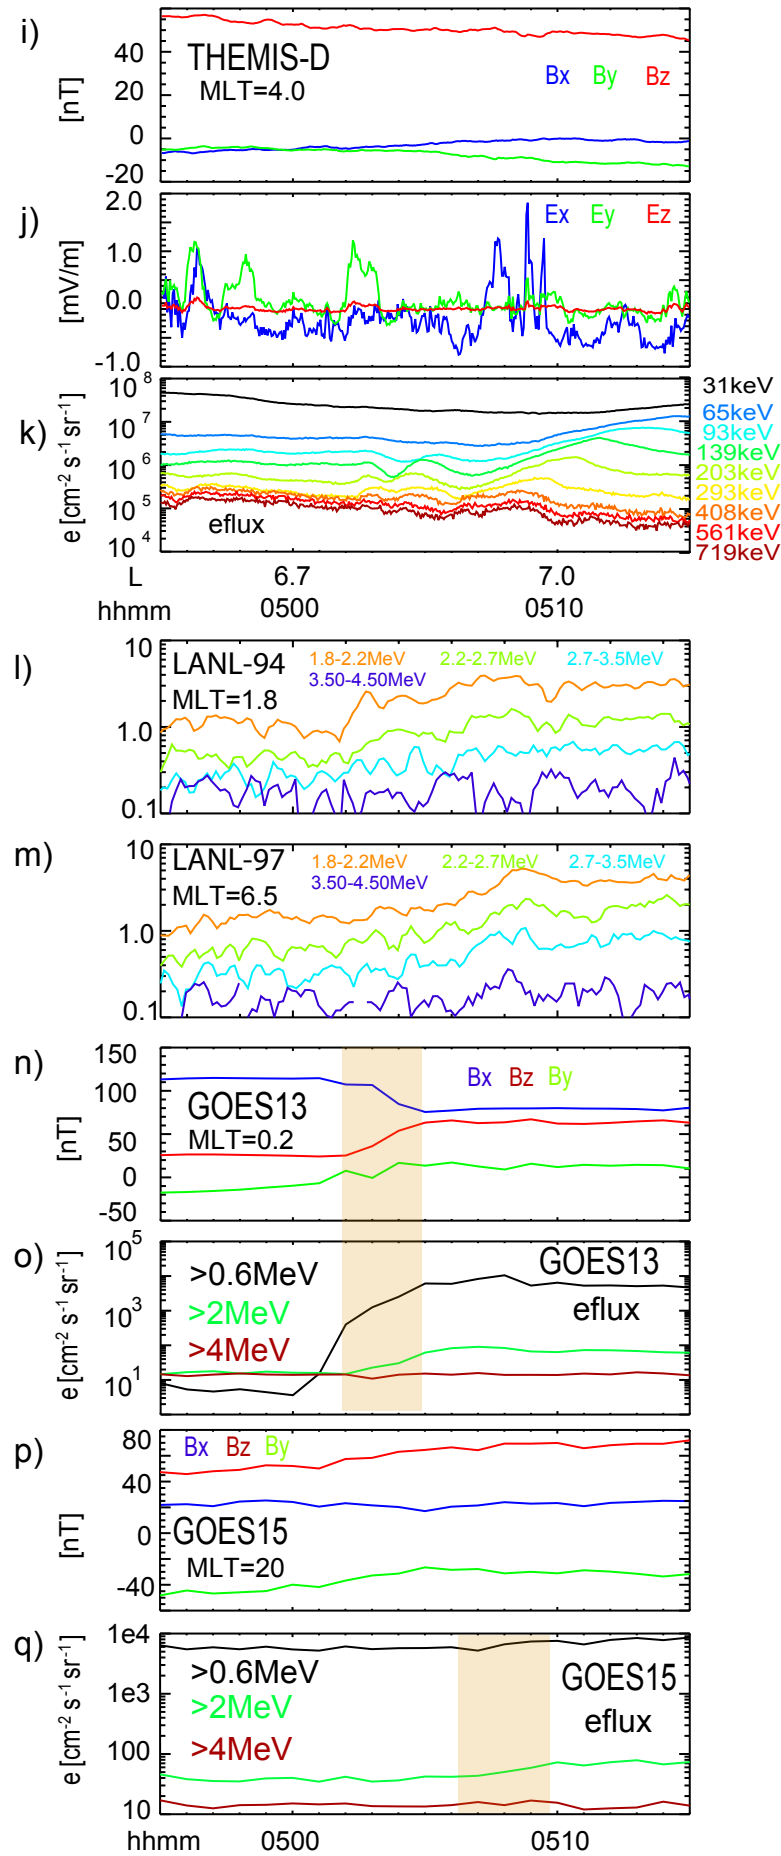 i)
THEMIS-D
MLT=4.0
Bx By Bz
[nT]
40
20
0
-20
j)
Ex Ey Ez
[mV/m]
2.0
1.0
0.0
-1.0
k)
e [cm-2 s-1 sr-1]
10^8
10^7
10^6
10^5
10^4
eflux
31keV
65keV
93keV
139keV
203keV
293keV
408keV
561keV
719keV
L 6.7 7.0
hhmm 0500 0510
l)
LANL-94
MLT=1.8
1.8-2.2MeV 2.2-2.7MeV 2.7-3.5MeV
3.50-4.50MeV
10
1.0
0.1
m)
LANL-97
MLT=6.5
1.8-2.2MeV 2.2-2.7MeV 2.7-3.5MeV
3.50-4.50MeV
10
1.0
0.1
n)
GOES13
MLT=0.2
Bx Bz By
[nT]
150
100
50
0
-50
o)
e [cm-2 s-1 sr-1]
10^5
10^3
10^1
>0.6MeV
>2MeV
>4MeV
GOES13
eflux
p)
Bx Bz By
GOES15
MLT=20
[nT]
80
40
0
-40
q)
e [cm-2 s-1 sr-1]
1e4
1e3
100
10
>0.6MeV
>2MeV
>4MeV
GOES15
eflux
hhmm 0500 0510